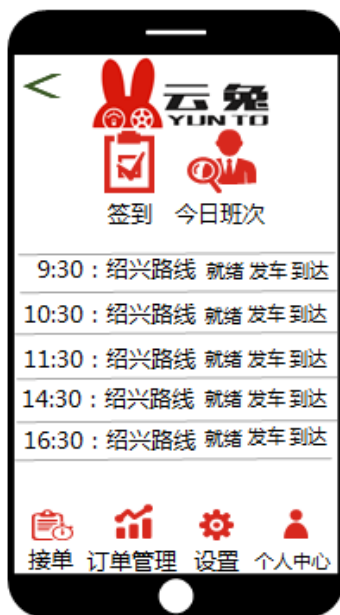 云兔
YUN TO
签到 今日班次
9:30：绍兴路线 就绪 发车 到达
10:30：绍兴路线 就绪 发车 到达
11:30：绍兴路线 就绪 发车 到达
14:30：绍兴路线 就绪 发车 到达
16:30：绍兴路线 就绪 发车 到达
接单 订单管理 设置 个人中心